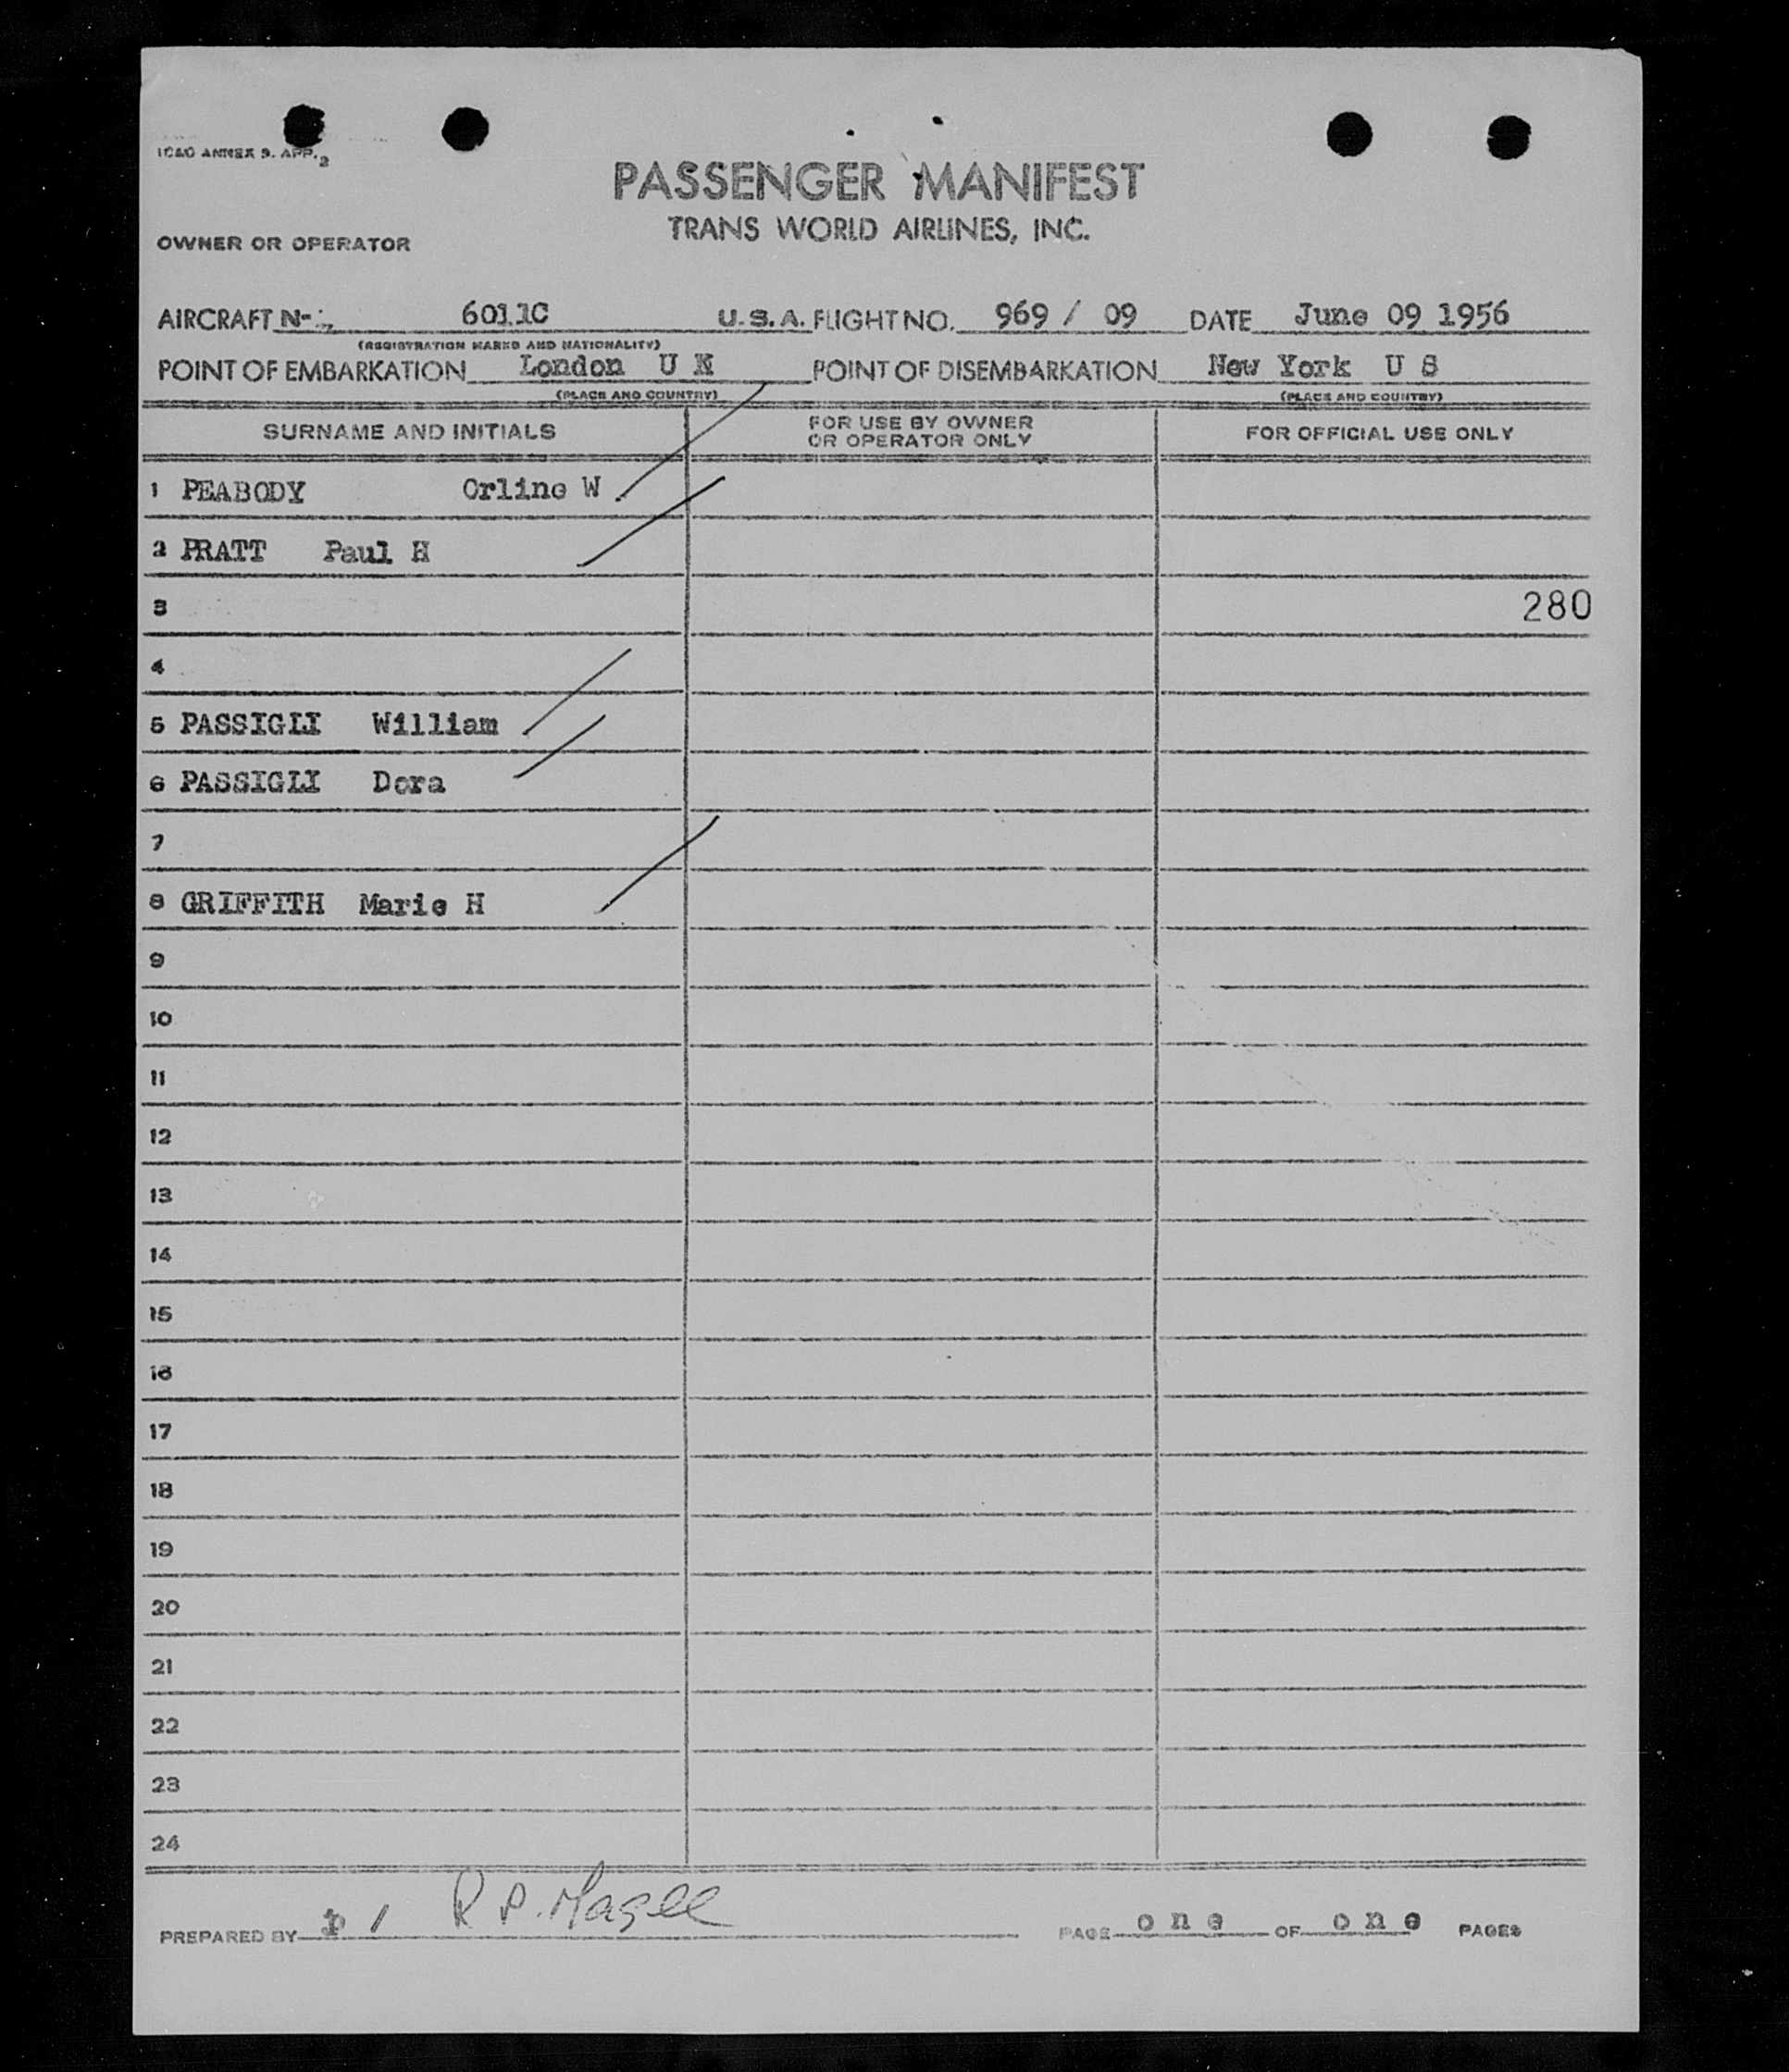 ICAO ANNEX 9. APP. 2
PASSENGER MANIFEST
TRANS WORLD AIRLINES, INC.
OWNER OR OPERATOR
AIRCRAFT N- 6011C U.S.A. FLIGHT NO. 969 / 09 DATE June 09 1956
(REGISTRATION MARKS AND NATIONALITY)
POINT OF EMBARKATION London U K POINT OF DISEMBARKATION New York U S
(PLACE AND COUNTRY) (PLACE AND COUNTRY)
SURNAME AND INITIALS FOR USE BY OWNER OR OPERATOR ONLY FOR OFFICIAL USE ONLY
1 PEABODY Orline W
2 PRATT Paul H
3 280
4
5 PASSIGLI William
6 PASSIGLI Dora
7
8 GRIFFITH Marie H
9
10
11
12
13
14
15
16
17
18
19
20
21
22
23
24
PREPARED BY p / R P. Magee PAGE one OF one PAGES